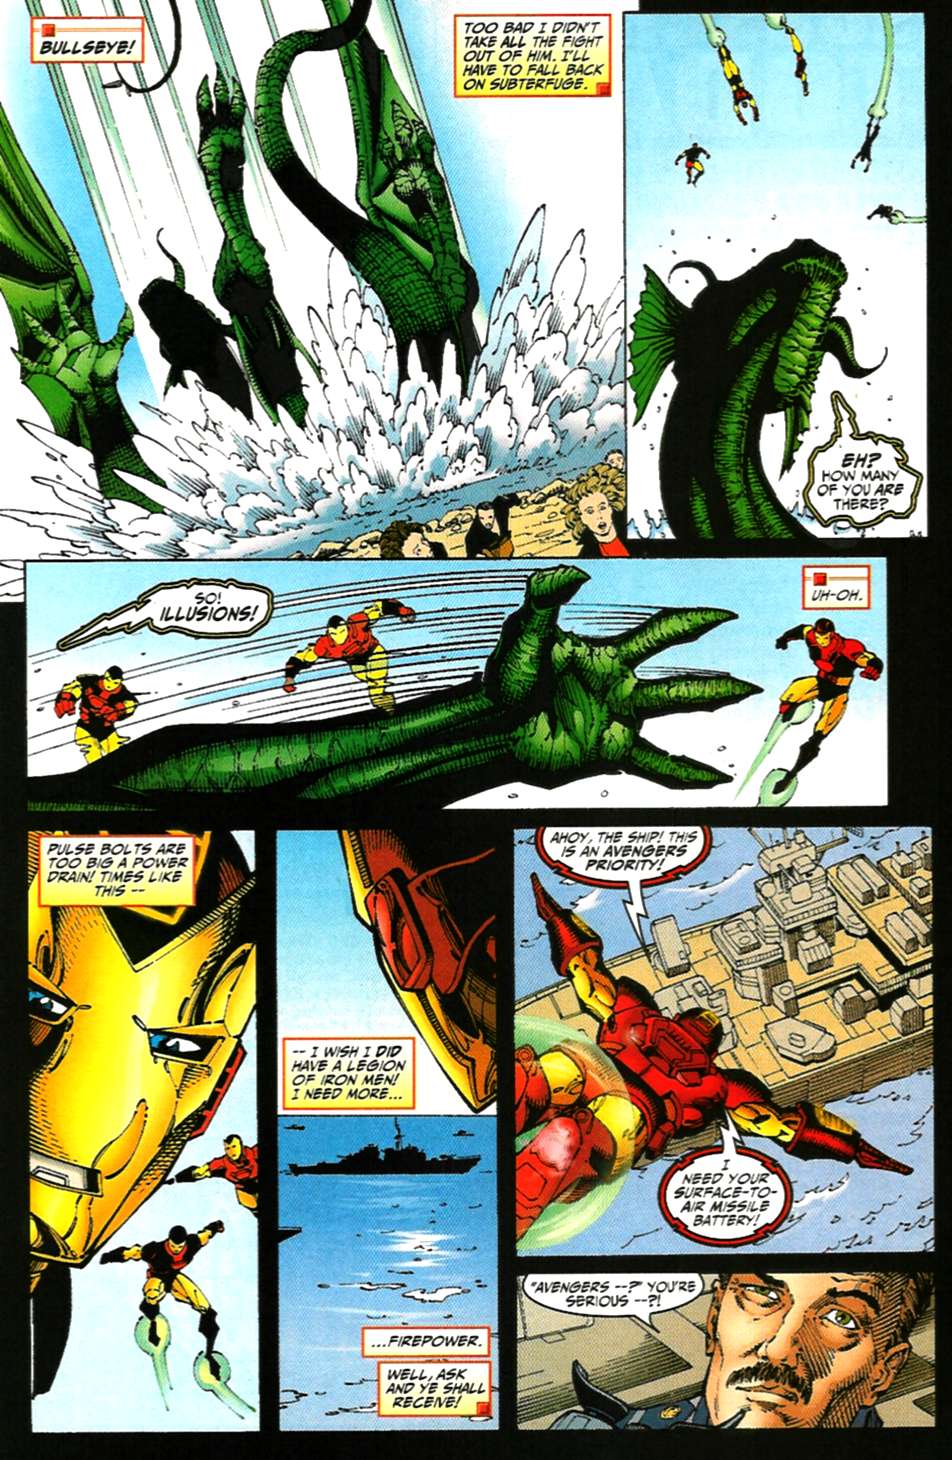 BULLSEYE!
TOO BAD I DIDN'T
TAKE ALL THE FIGHT
OUT OF HIM. I'LL
HAVE TO FALL BACK
ON SUBTERFUGE.
EH?
HOW MANY
OF YOU ARE
THERE?
SO!
ILLUSIONS!
UH-OH.
PULSE BOLTS ARE
TOO BIG A POWER
DRAIN! TIMES LIKE
THIS --
-- I WISH I DID
HAVE A LEGION
OF IRON MEN!
I NEED MORE...
...FIREPOWER.
WELL, ASK
AND YE SHALL
RECEIVE!
AHOY, THE SHIP! THIS
IS AN AVENGERS
PRIORITY!
I
NEED YOUR
SURFACE-TO-
AIR MISSILE
BATTERY!
"AVENGERS --?" YOU'RE
SERIOUS --?!